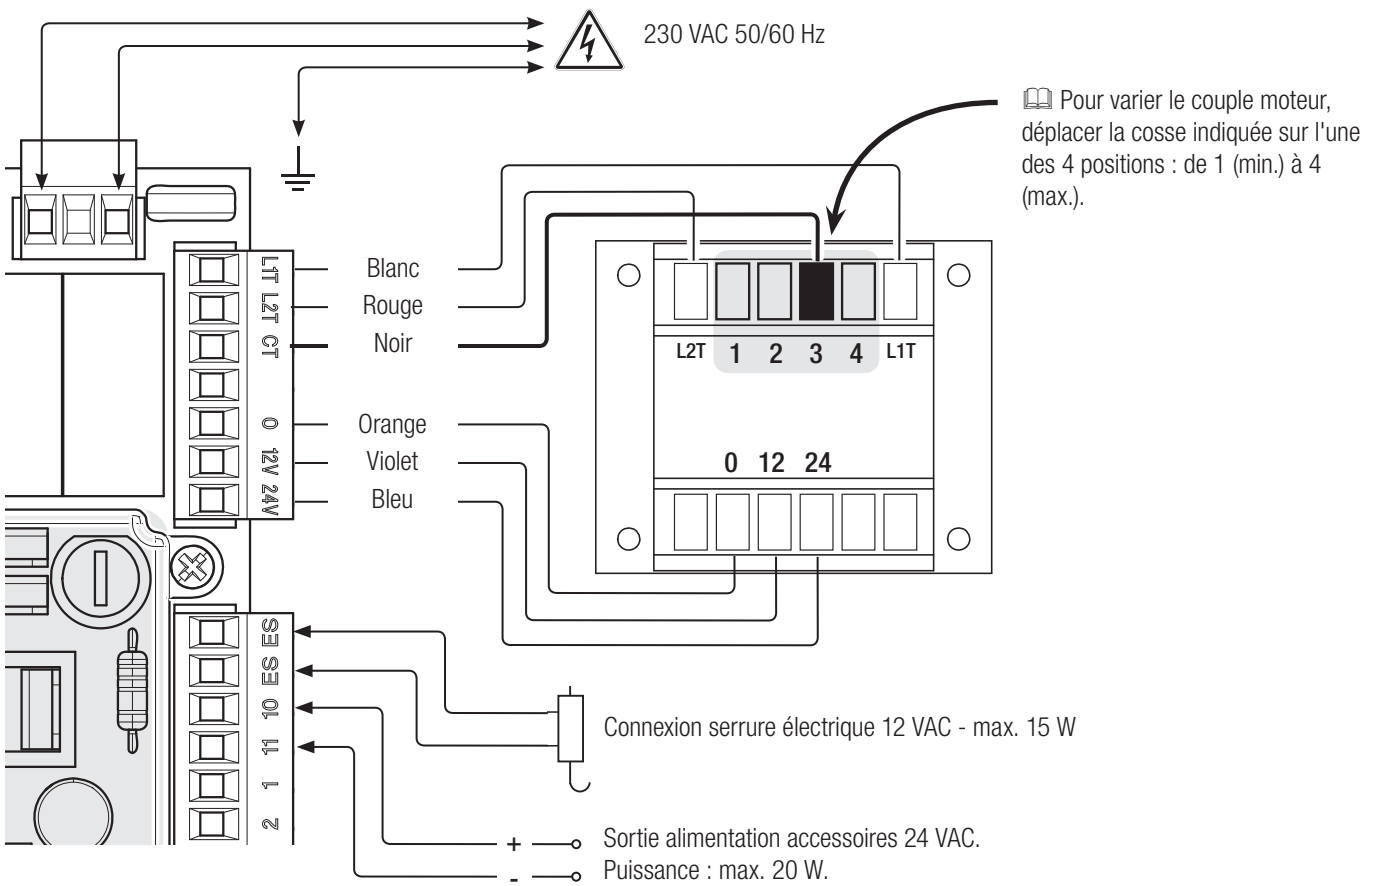 230 VAC 50/60 Hz
Pour varier le couple moteur,
déplacer la cosse indiquée sur l'une
des 4 positions : de 1 (min.) à 4
(max.).
L1T
Blanc
L2T
Rouge
CT
Noir
L2T 1 2 3 4 L1T
0
Orange
12V
Violet
24V
Bleu
0 12 24
ES
ES
10
11
1
2
Connexion serrure électrique 12 VAC - max. 15 W
+
Sortie alimentation accessoires 24 VAC.
-
Puissance : max. 20 W.